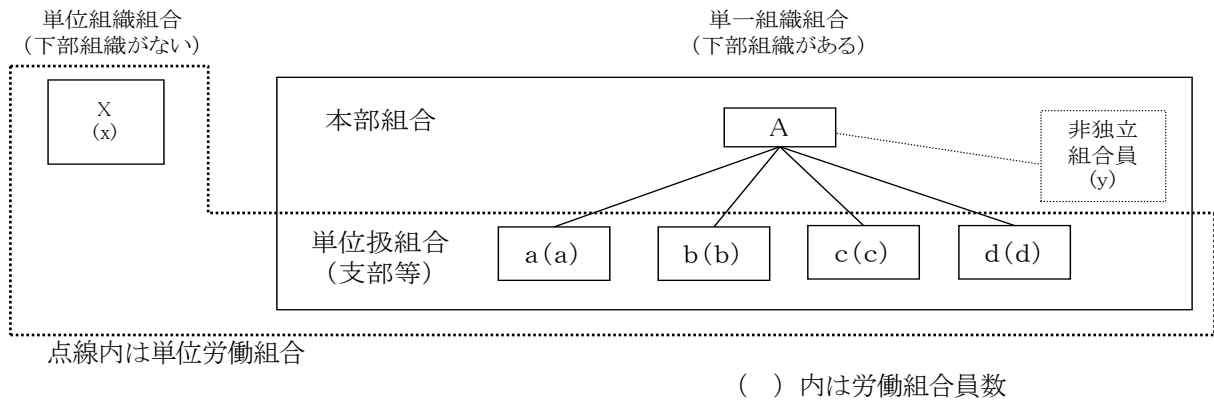 単位組織組合
（下部組織がない）
単一組織組合
（下部組織がある）
X
(x)
本部組合
A
非独立
組合員
(y)
単位扱組合
（支部等）
a(a)
b(b)
c(c)
d(d)
点線内は単位労働組合
（　）内は労働組合員数